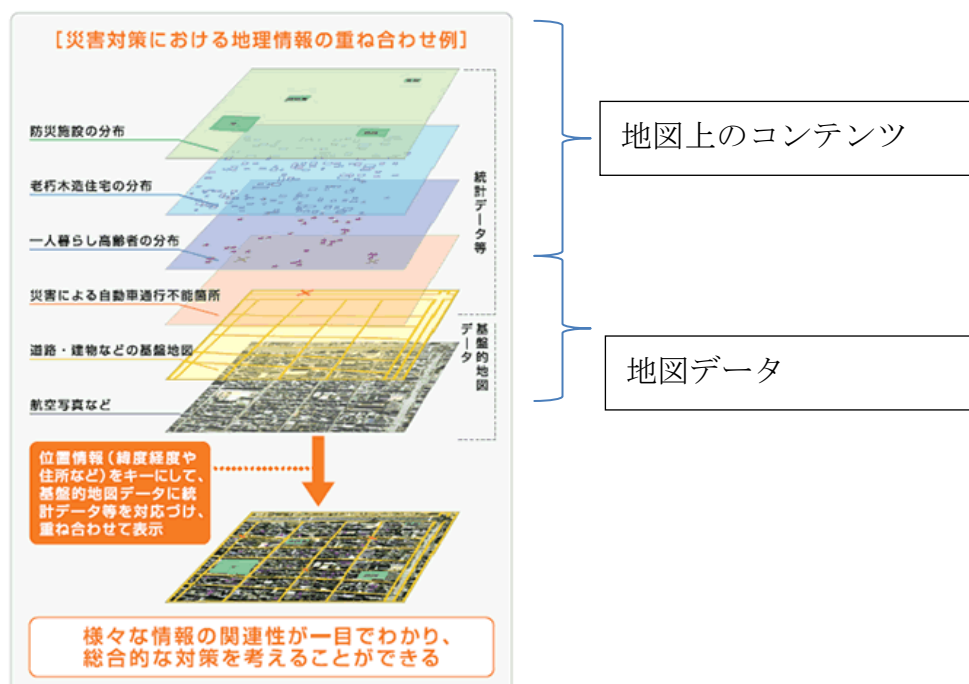 [災害対策における地理情報の重ね合わせ例]
防災施設の分布
老朽木造住宅の分布
一人暮らし高齢者の分布
災害による自動車通行不能箇所
道路・建物などの基盤地図
航空写真など
統計データ等
基盤的地図
データ
地図上のコンテンツ
地図データ
位置情報(緯度経度や
住所など)をキーにして、
基盤的地図データに統
計データ等を対応づけ、
重ね合わせて表示
様々な情報の関連性が一目でわかり、
総合的な対策を考えることができる